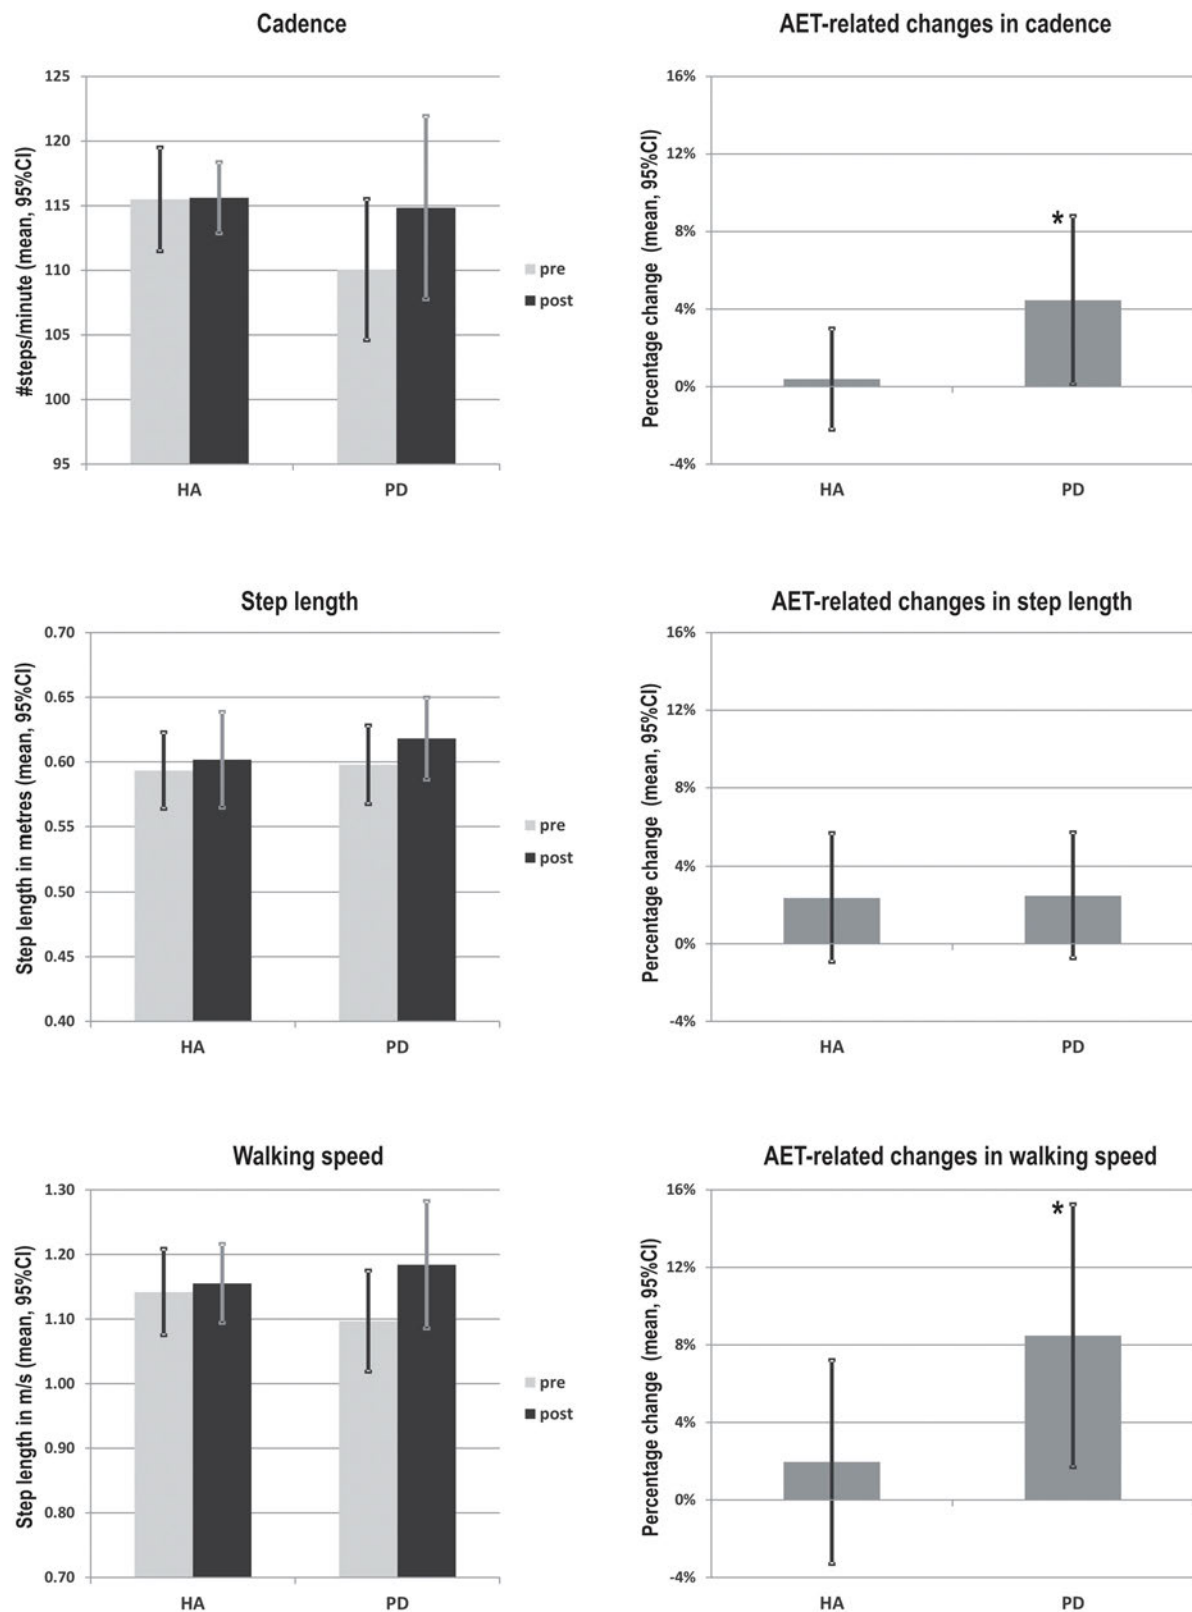 Cadence
#steps/minute (mean, 95%CI)
125
120
115
110
105
100
95
HA PD
pre
post
AET-related changes in cadence
Percentage change (mean, 95%CI)
16%
12%
8%
4%
0%
-4%
*
HA PD
Step length
Step length in metres (mean, 95%CI)
0.70
0.65
0.60
0.55
0.50
0.45
0.40
HA PD
pre
post
AET-related changes in step length
Percentage change (mean, 95%CI)
16%
12%
8%
4%
0%
-4%
HA PD
Walking speed
Step length in m/s (mean, 95%CI)
1.30
1.20
1.10
1.00
0.90
0.80
0.70
HA PD
pre
post
AET-related changes in walking speed
Percentage change (mean, 95%CI)
16%
12%
8%
4%
0%
-4%
*
HA PD